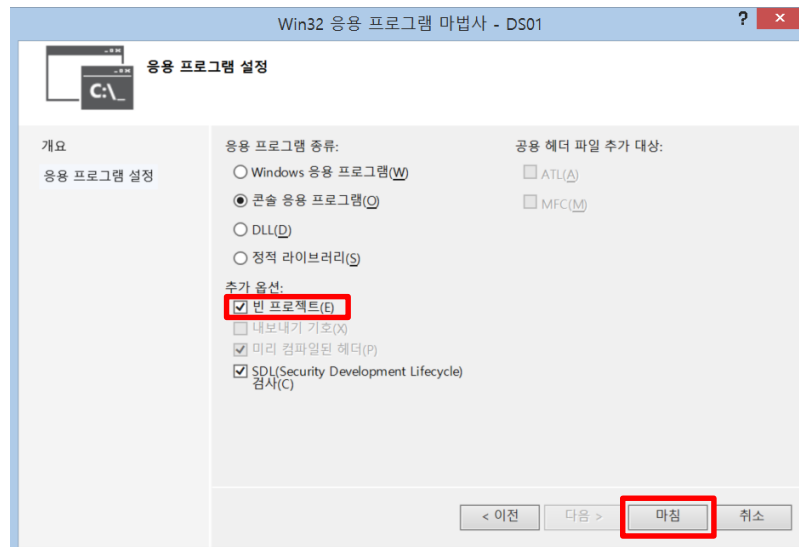 Win32 응용 프로그램 마법사 - DS01
?
C:\_
응용 프로그램 설정
개요
응용 프로그램 설정
응용 프로그램 종류:
Windows 응용 프로그램(W)
콘솔 응용 프로그램(O)
DLL(D)
정적 라이브러리(S)
추가 옵션:
빈 프로젝트(E)
내보내기 기호(X)
미리 컴파일된 헤더(P)
SDL(Security Development Lifecycle)
검사(C)
공용 헤더 파일 추가 대상:
ATL(A)
MFC(M)
< 이전
다음 >
마침
취소